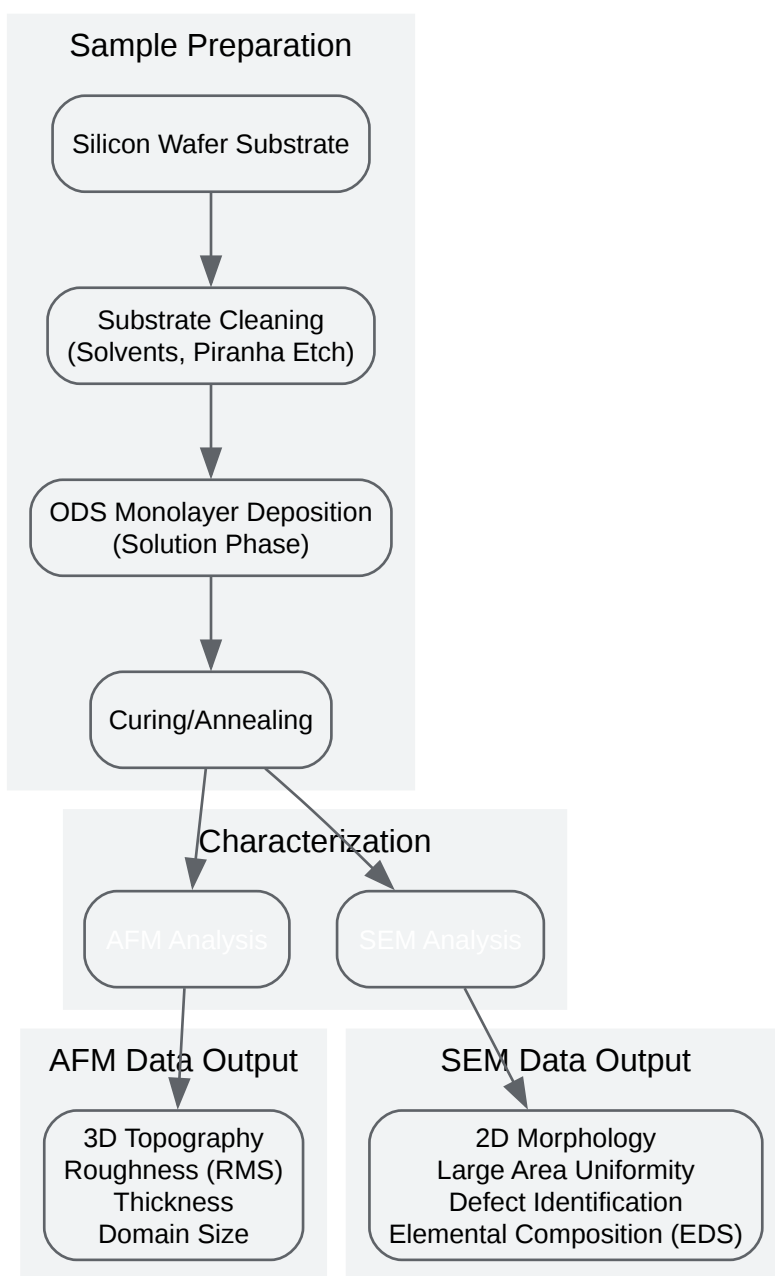 Sample Preparation
Silicon Wafer Substrate
Substrate Cleaning
(Solvents, Piranha Etch)
ODS Monolayer Deposition
(Solution Phase)
Curing/Annealing
Characterization
AFM Analysis
SEM Analysis
AFM Data Output
3D Topography
Roughness (RMS)
Thickness
Domain Size
SEM Data Output
2D Morphology
Large Area Uniformity
Defect Identification
Elemental Composition (EDS)